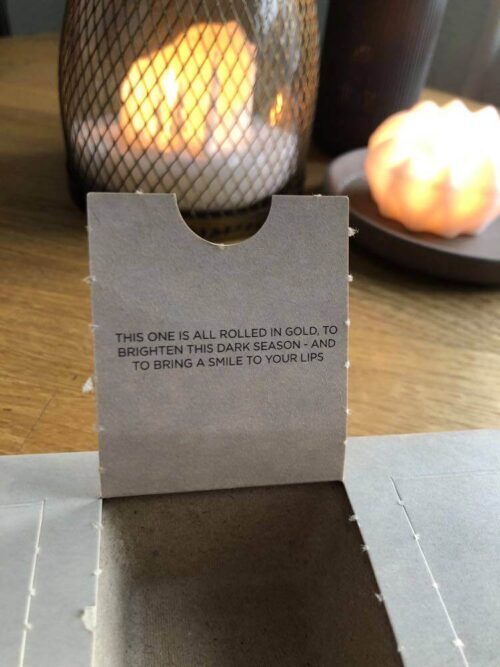 THIS ONE IS ALL ROLLED IN GOLD, TO
BRIGHTEN THIS DARK SEASON - AND
TO BRING A SMILE TO YOUR LIPS